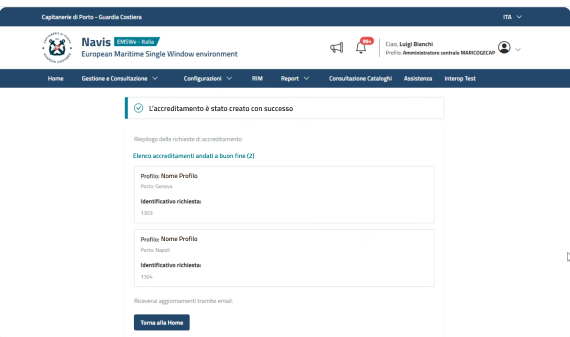 Capitanerie di Porto - Guardia Costiera
ITA
Navis EMSWe - Italia
European Maritime Single Window environment
99+
Ciao, Luigi Bianchi
Profilo: Amministratore centrale MARICOGECAP
Home Gestione e Consultazione Configurazioni RIM Report Consultazione Cataloghi Assistenza Interop Test
L'accreditamento è stato creato con successo
Riepilogo delle richieste di accreditamento
Elenco accreditamenti andati a buon fine (2)
Profilo: Nome Profilo
Porto: Genova
Identificativo richiesta:
1303
Profilo: Nome Profilo
Porto: Napoli
Identificativo richiesta:
1304
Riceverai aggiornamenti tramite email.
Torna alla Home